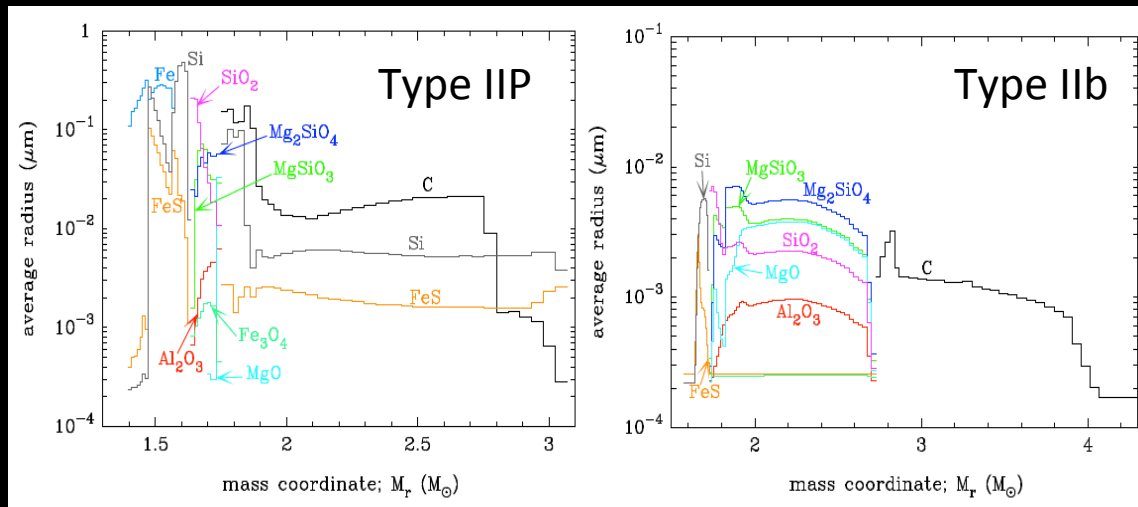 Type IIP
average radius (μm)
1
10⁻¹
10⁻²
10⁻³
10⁻⁴
Fe
Si
SiO₂
Mg₂SiO₄
MgSiO₃
FeS
C
Si
FeS
Al₂O₃
Fe₃O₄
MgO
1.5
2
2.5
3
mass coordinate; Mᵣ (M⊙)
Type IIb
average radius (μm)
10⁻¹
10⁻²
10⁻³
10⁻⁴
Si
MgSiO₃
Mg₂SiO₄
SiO₂
MgO
C
Al₂O₃
FeS
2
3
4
mass coordinate; Mᵣ (M⊙)